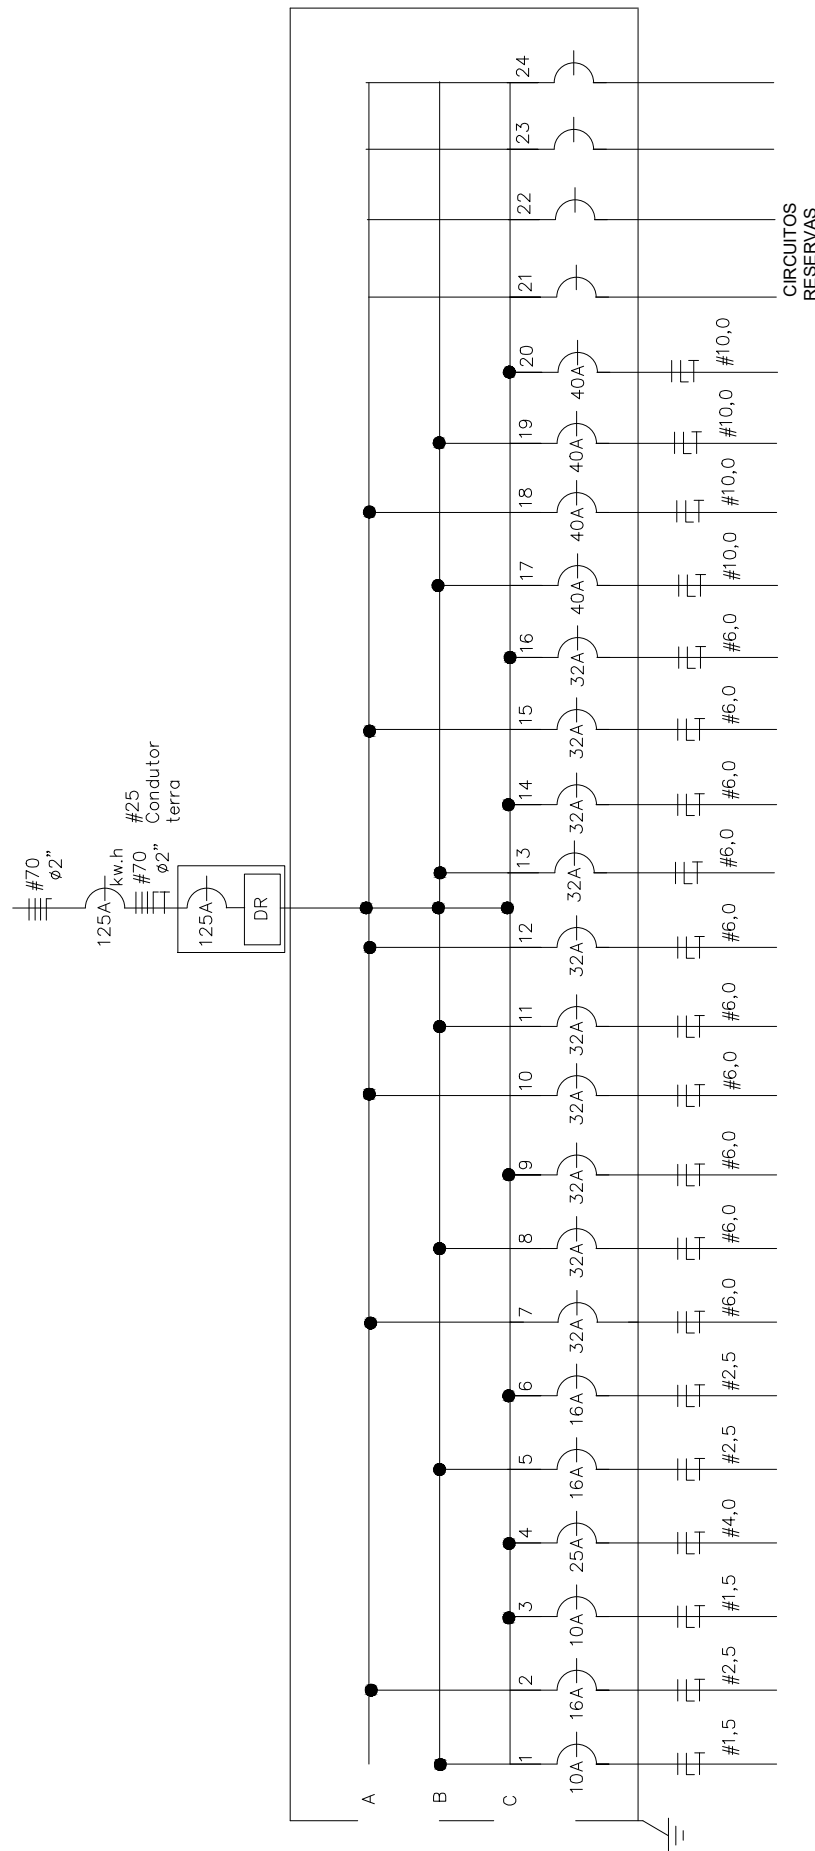 #70
ø2"
125A
kw.h
#70
ø2"
#25
Condutor
terra
125A
DR
A
B
C
1
10A
#1,5
2
16A
#2,5
3
10A
#1,5
4
25A
#4,0
5
16A
#2,5
6
16A
#2,5
7
32A
#6,0
8
32A
#6,0
9
32A
#6,0
10
32A
#6,0
11
32A
#6,0
12
32A
#6,0
13
32A
#6,0
14
32A
#6,0
15
32A
#6,0
16
32A
#6,0
17
40A
#10,0
18
40A
#10,0
19
40A
#10,0
20
40A
#10,0
21
22
23
24
CIRCUITOS
RESERVAS